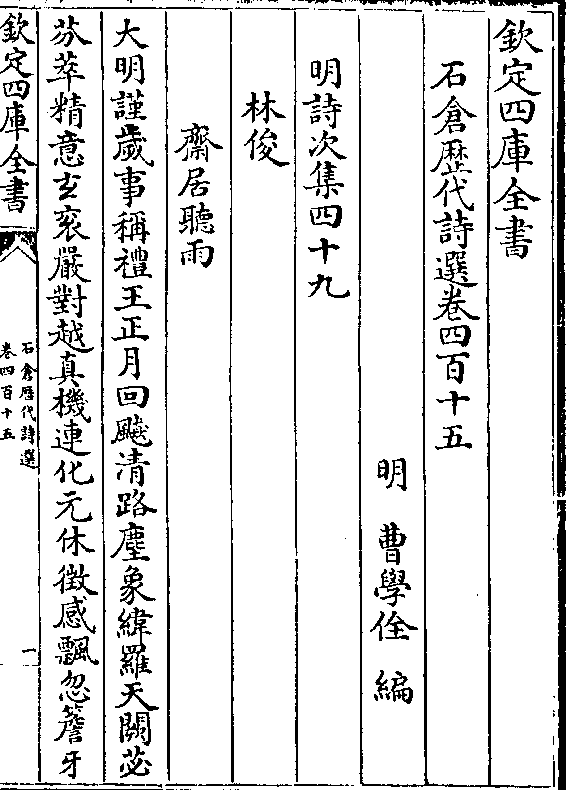 欽定四庫全書
石倉歴代詩選卷四百十五
明 曹學佺 編
明詩次集四十九
林俊
齋居聽雨
大明謹歲事稱禮王正月回飇清路塵象緯羅天闕苾
芬萃精意玄衮嚴對越真機連化元休徴感飄忽簷牙
欽定四庫全書
石倉歴代詩選
卷四百十五
一